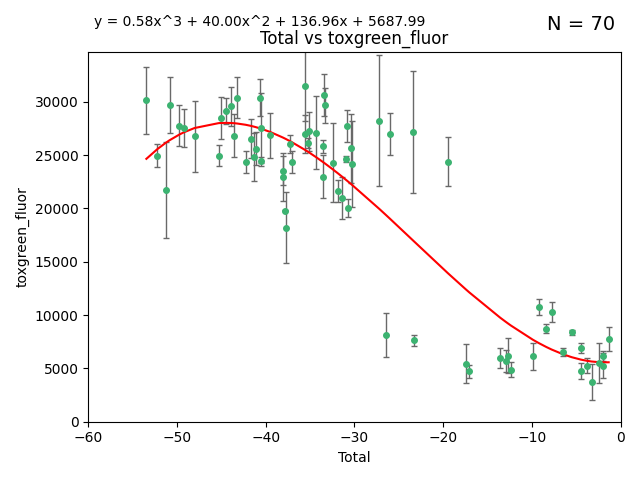 y = 0.58x^3 + 40.00x^2 + 136.96x + 5687.99
N = 70
Total vs toxgreen_fluor
toxgreen_fluor
30000
25000
20000
15000
10000
5000
0
−60
−50
−40
−30
−20
−10
0
Total